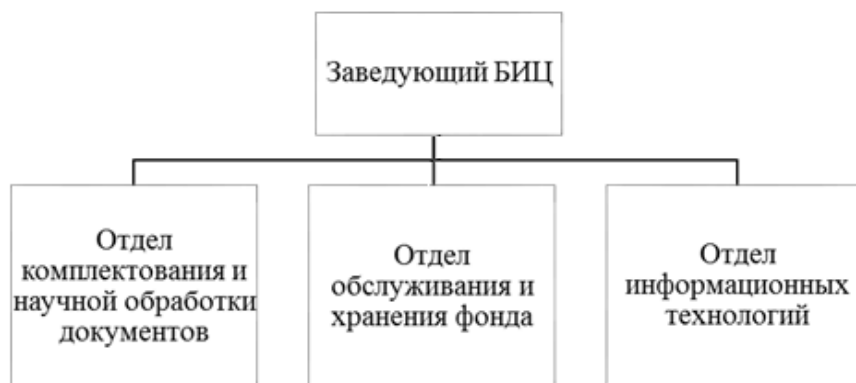 Заведующий БИЦ
Отдел
комплектования и
научной обработки
документов
Отдел
обслуживания и
хранения фонда
Отдел
информационных
технологий